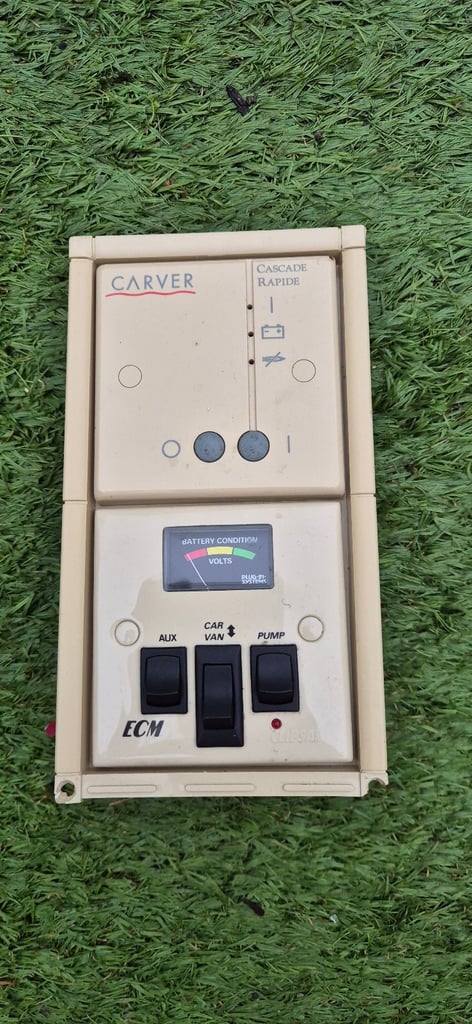 CARVER
CASCADE
RAPIDE
BATTERY CONDITION
VOLTS
PLUG-IN-
SYSTEMS
CAR
VAN
AUX
PUMP
ECM